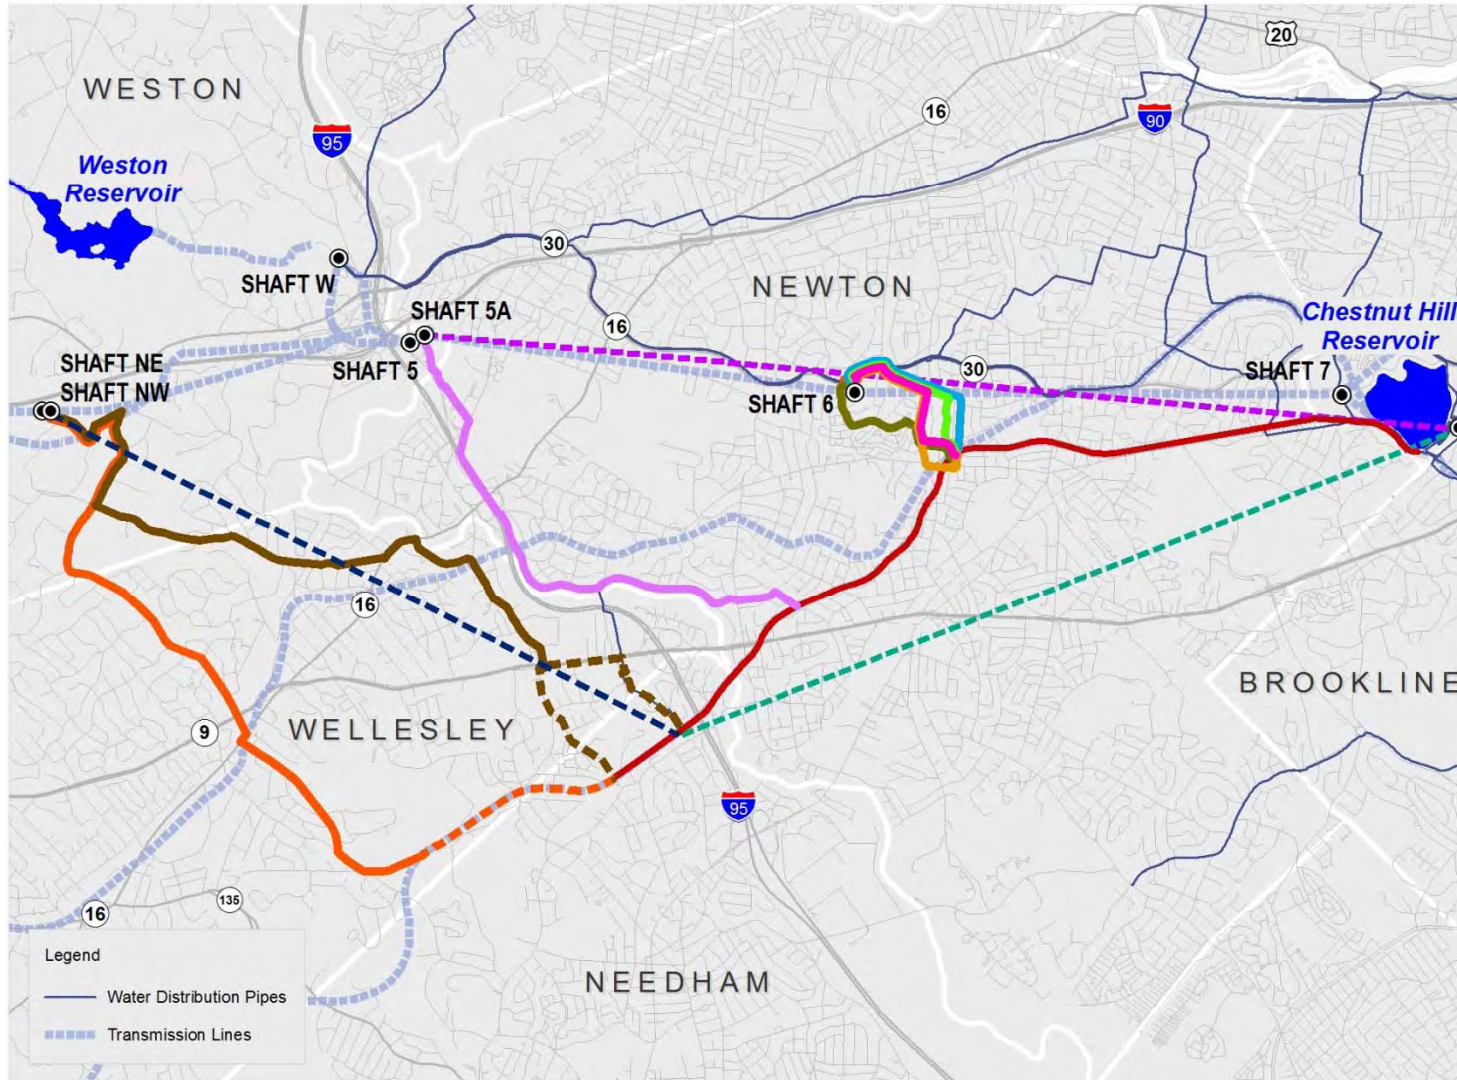 20
WESTON
16
90
95
Weston
Reservoir
30
SHAFT W
NEWTON
SHAFT 5A
16
Chestnut Hill
Reservoir
SHAFT 5
SHAFT NE
SHAFT NW
30
SHAFT 7
SHAFT 6
16
BROOKLINE
9
WELLESLEY
95
135
16
NEEDHAM
Legend
Water Distribution Pipes
Transmission Lines